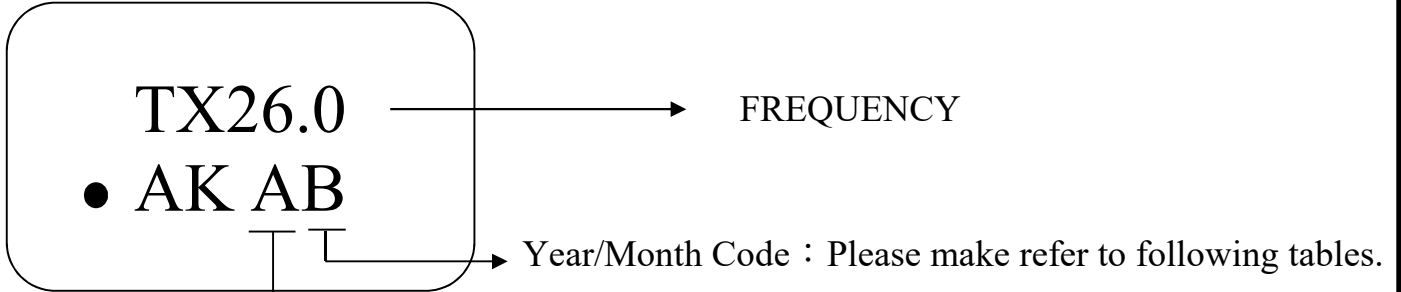 TX26.0
FREQUENCY
● AK AB
Year/Month Code：Please make refer to following tables.